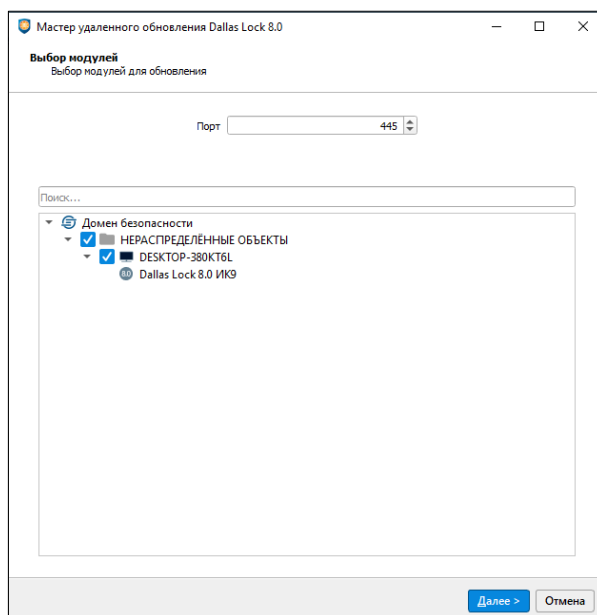 Мастер удаленного обновления Dallas Lock 8.0
Выбор модулей
Выбор модулей для обновления
Порт 445
Поиск...
Домен безопасности
НЕРАСПРЕДЕЛЁННЫЕ ОБЪЕКТЫ
DESKTOP-380KT6L
8.0 Dallas Lock 8.0 ИК9
Далее > Отмена